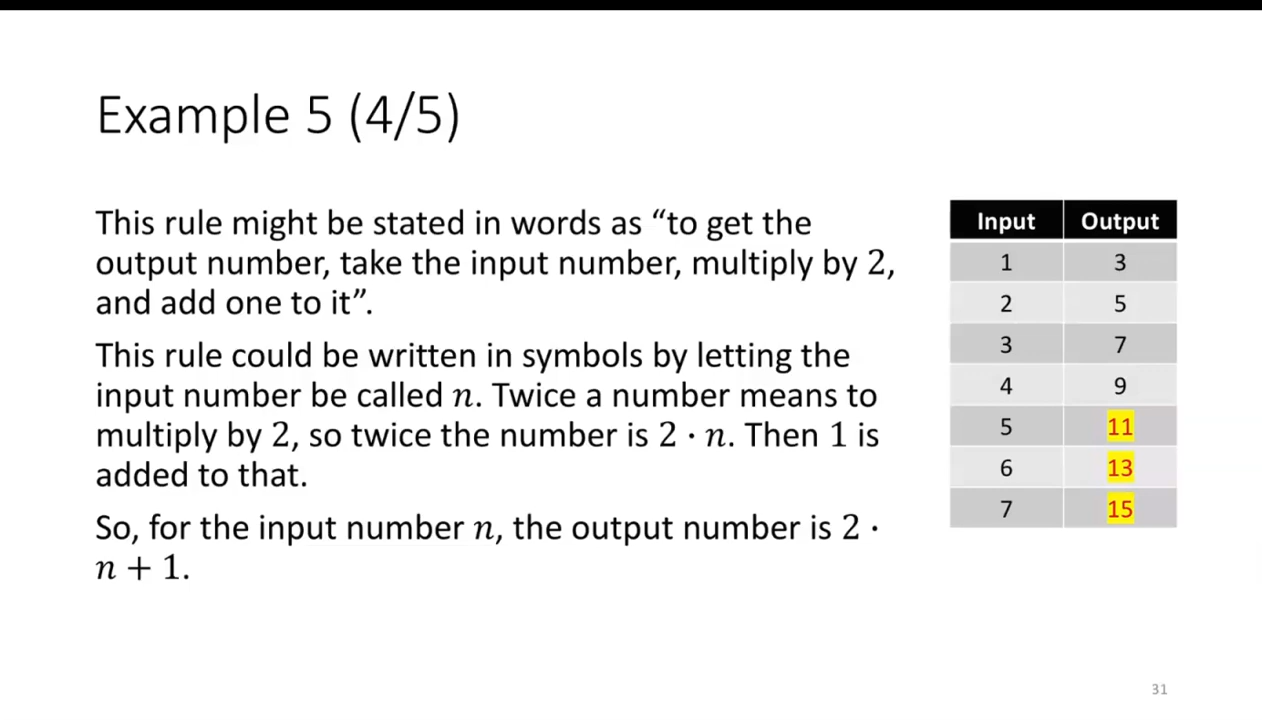 Example 5 (4/5)
This rule might be stated in words as “to get the
output number, take the input number, multiply by 2,
and add one to it”.
This rule could be written in symbols by letting the
input number be called n. Twice a number means to
multiply by 2, so twice the number is 2 · n. Then 1 is
added to that.
So, for the input number n, the output number is 2 ·
n + 1.
Input Output
1 3
2 5
3 7
4 9
5 11
6 13
7 15
31